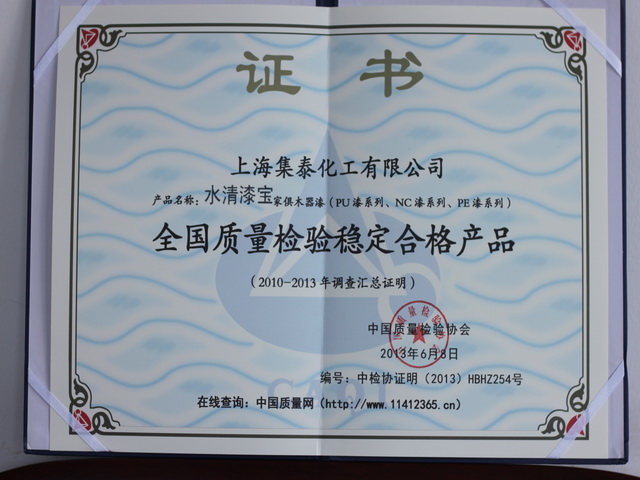 证书
上海集泰化工有限公司
产品名称：水清漆宝家俱木器漆（PU漆系列、NC漆系列、PE漆系列）
全国质量检验稳定合格产品
（2010-2013年调查汇总证明）
中国质量检验协会
2013年6月8日
编号：中检协证明（2013）HBHZ254号
在线查询：中国质量网（http://www.11412365.cn）